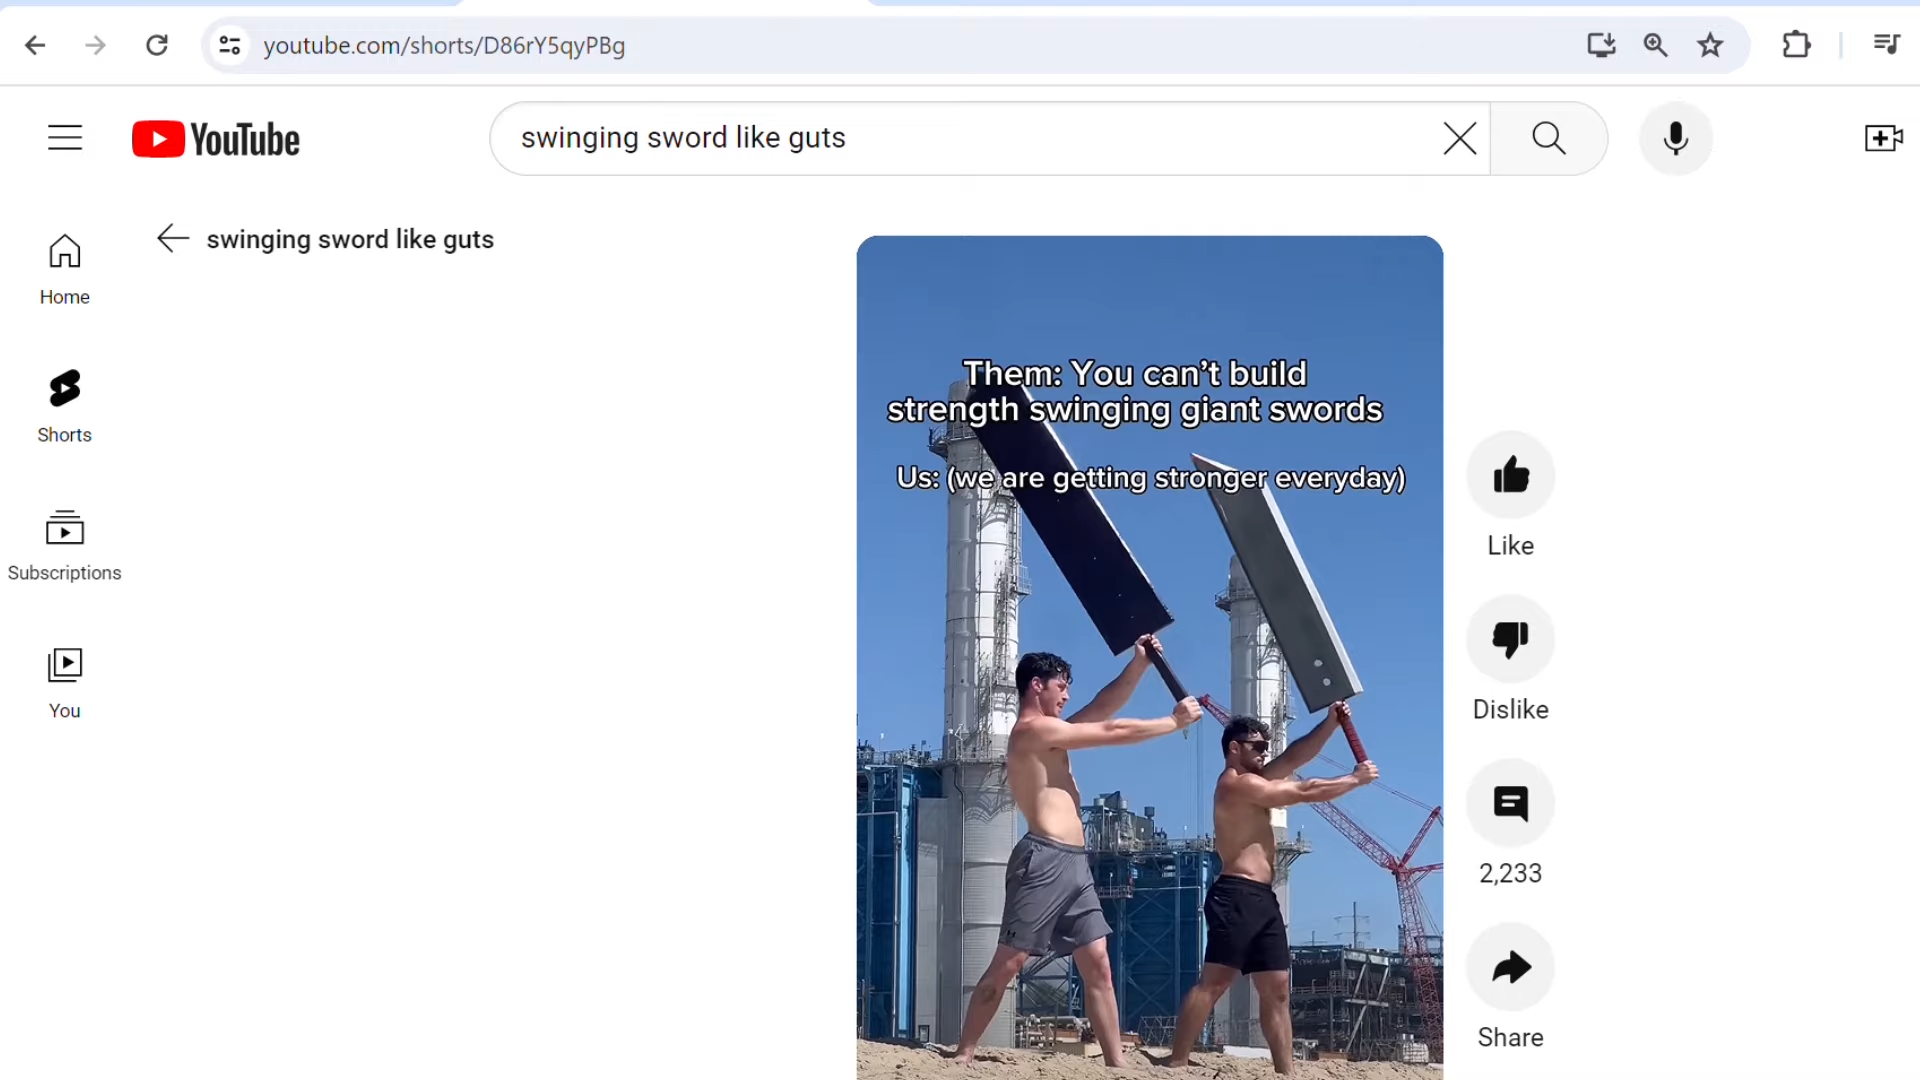 youtube.com/shorts/D86rY5qyPBg
YouTube
swinging sword like guts
swinging sword like guts
Home
Shorts
Subscriptions
You
Them: You can't build
strength swinging giant swords
Us: (we are getting stronger everyday)
Like
Dislike
2,233
Share